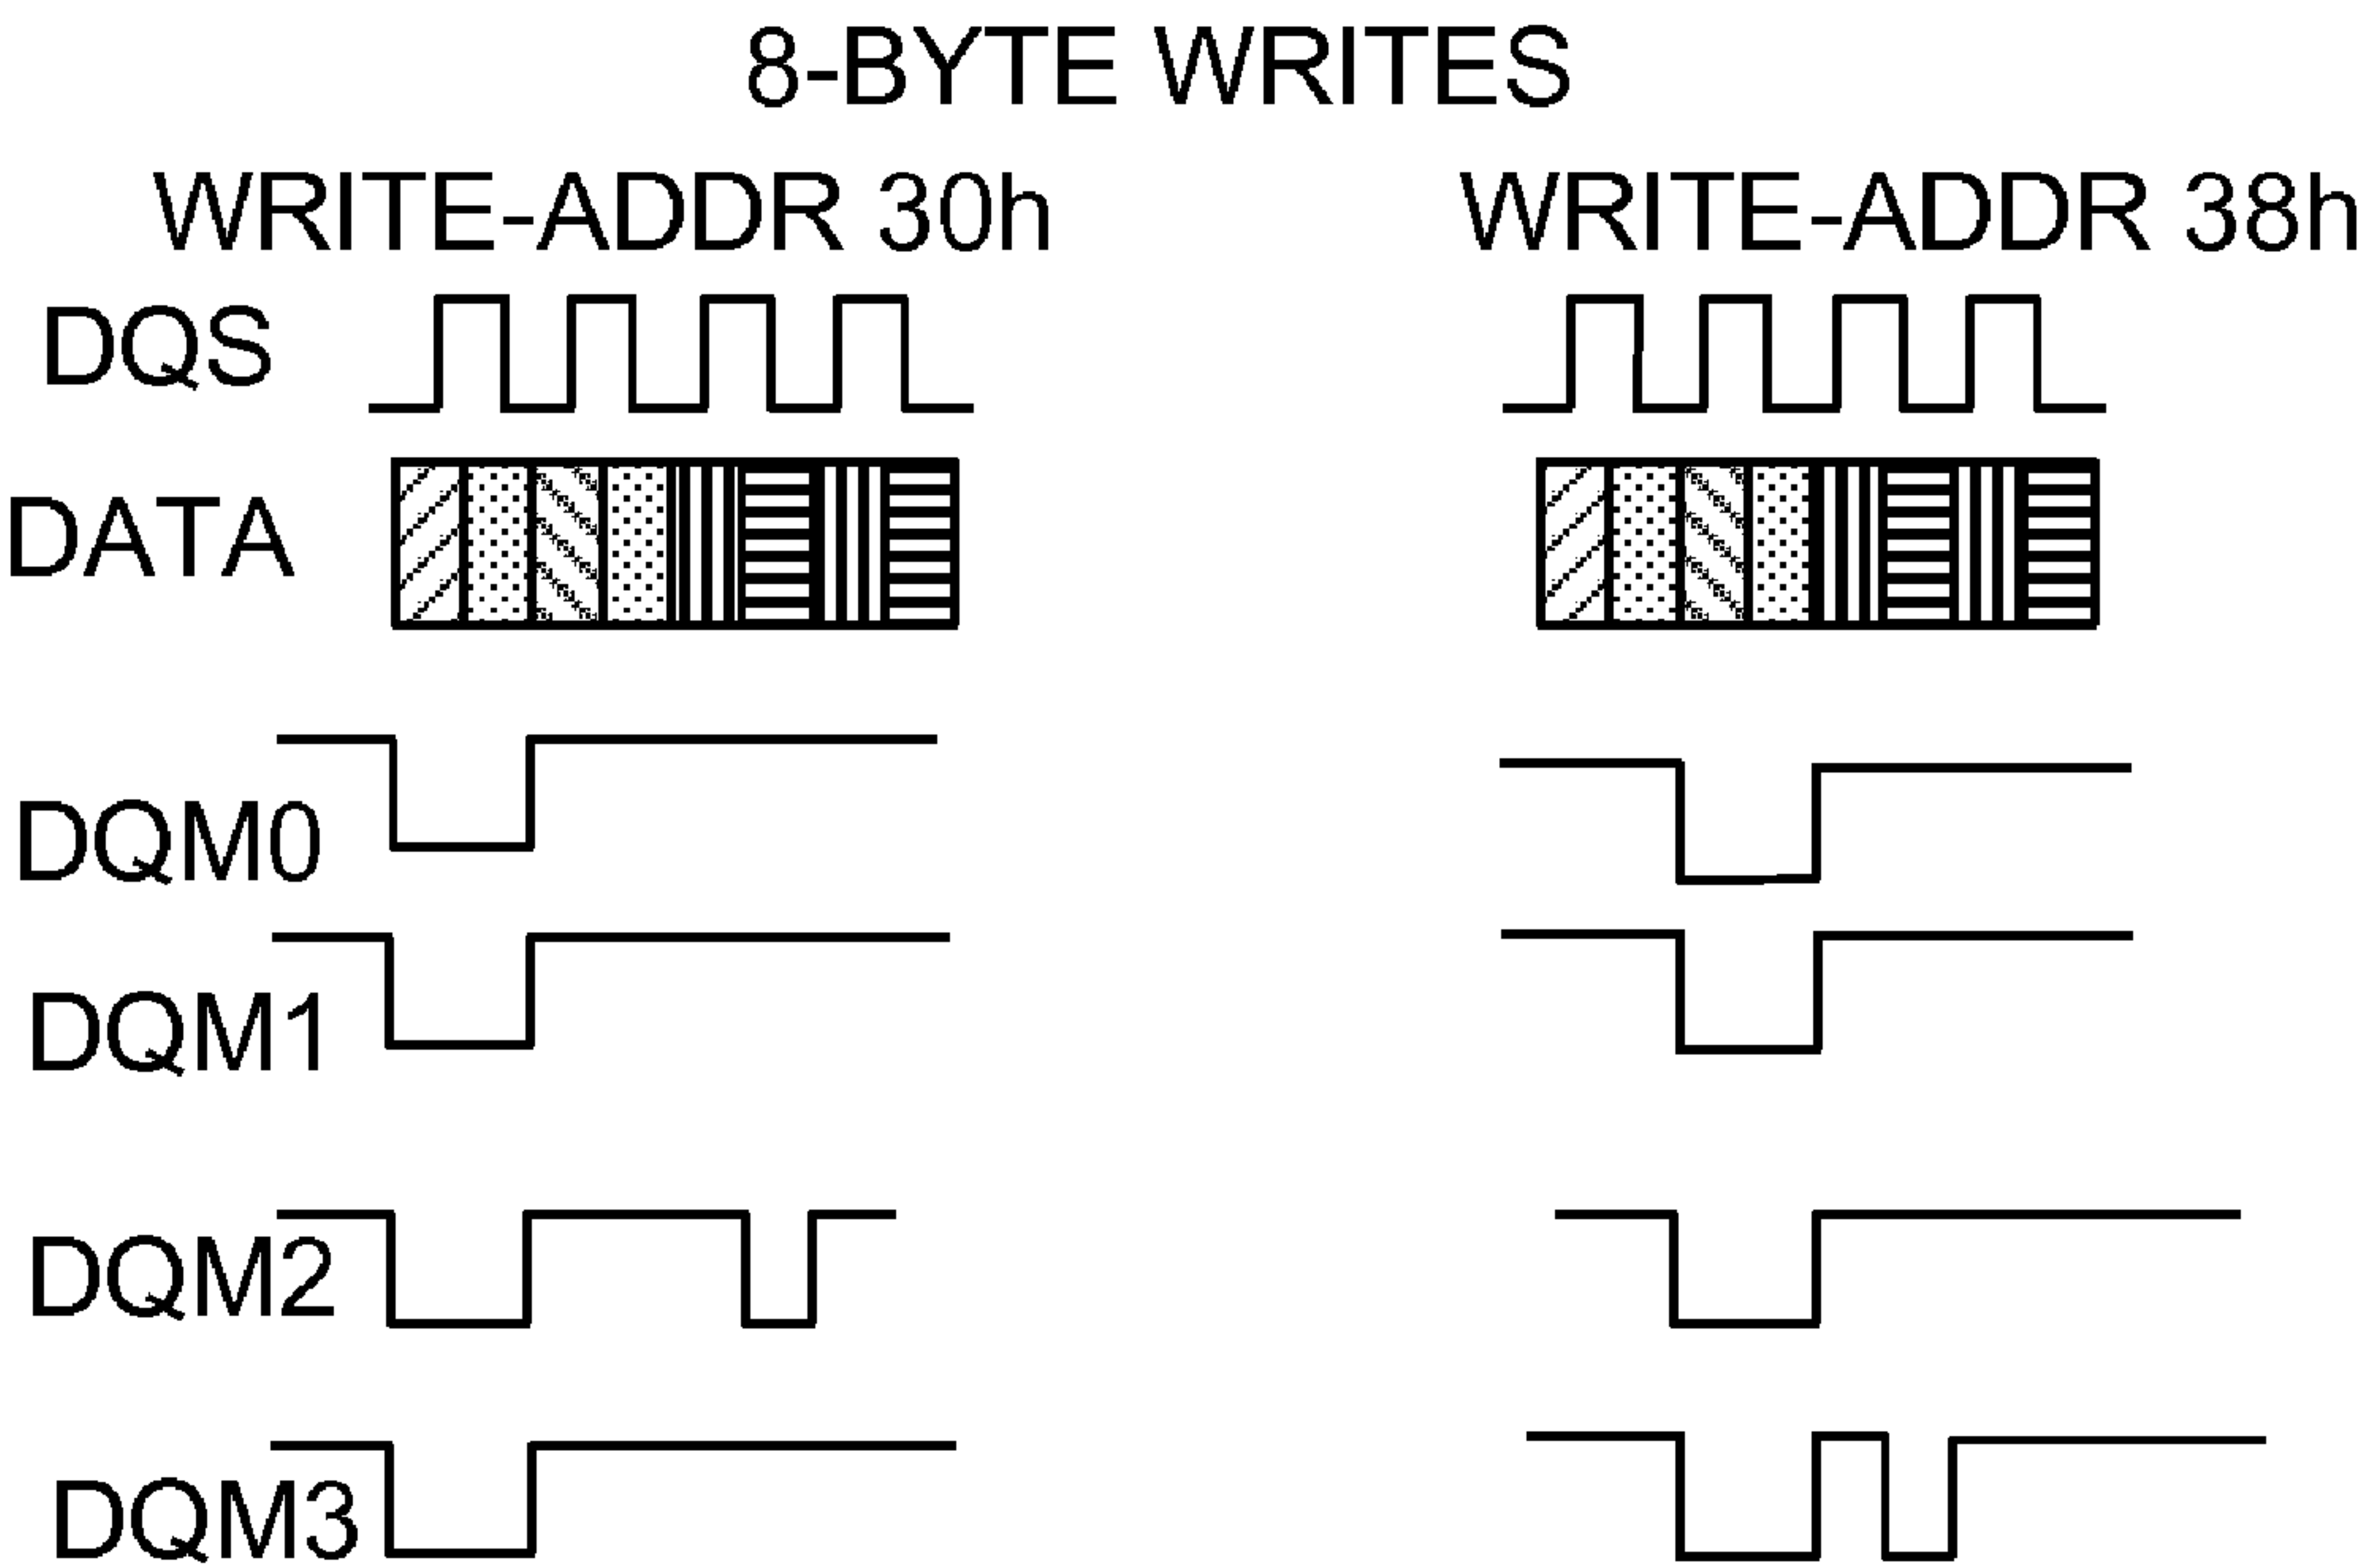 8-BYTE WRITES
WRITE-ADDR 30h WRITE-ADDR 38h
DQS
DATA
DQM0
DQM1
DQM2
DQM3